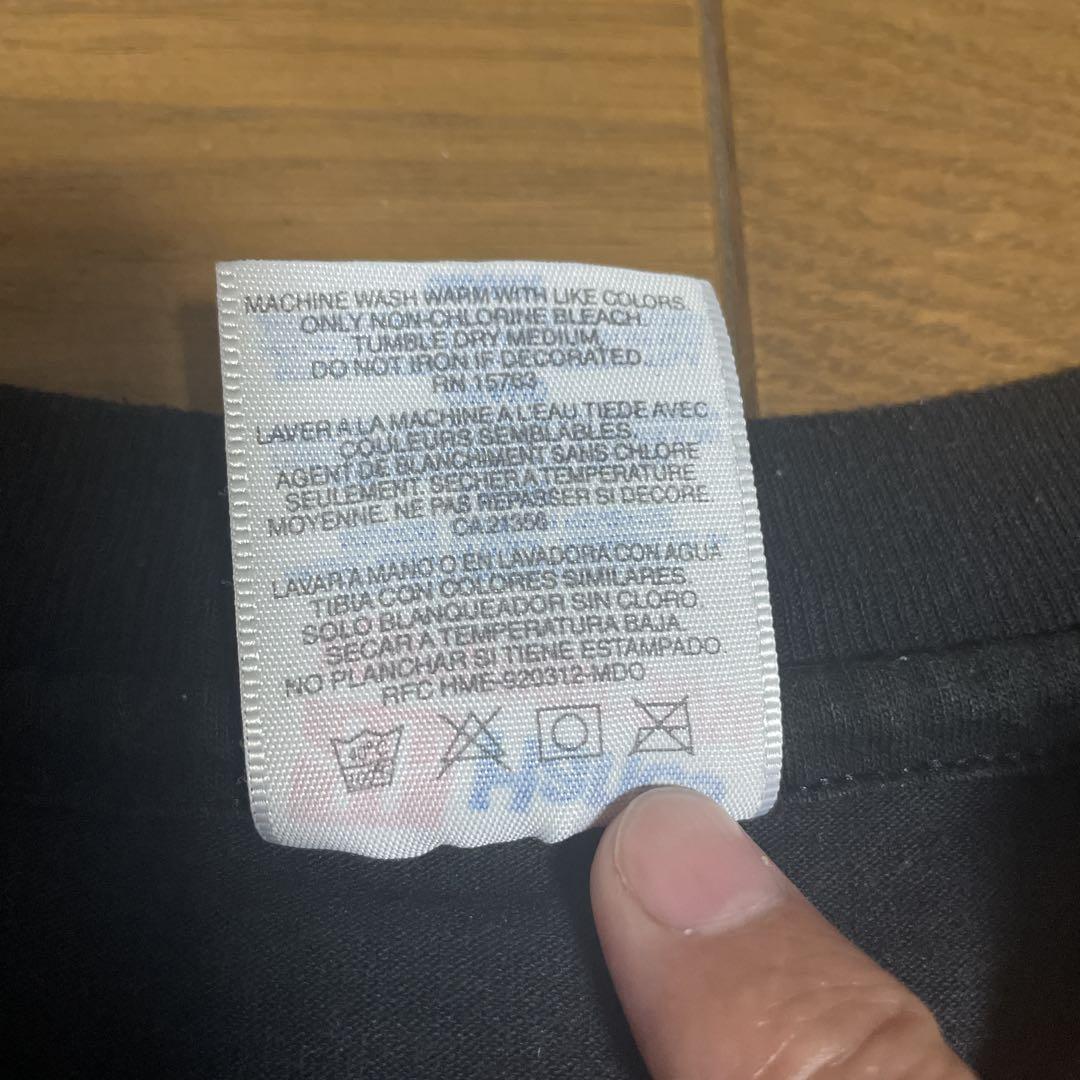 MACHINE WASH WARM WITH LIKE COLORS.
ONLY NON-CHLORINE BLEACH.
TUMBLE DRY MEDIUM.
DO NOT IRON IF DECORATED.
RN 15763
LAVER A LA MACHINE A L'EAU TIEDE AVEC
COULEURS SEMBLABLES.
AGENT DE BLANCHIMENT SANS CHLORE
SEULEMENT. SECHER A TEMPERATURE
MOYENNE. NE PAS REPASSER SI DECORE.
CA 21356
LAVAR A MANO O EN LAVADORA CON AGUA
TIBIA CON COLORES SIMILARES.
SOLO BLANQUEADOR SIN CLORO.
SECAR A TEMPERATURA BAJA.
NO PLANCHAR SI TIENE ESTAMPADO
RFC HME-920312-MDO